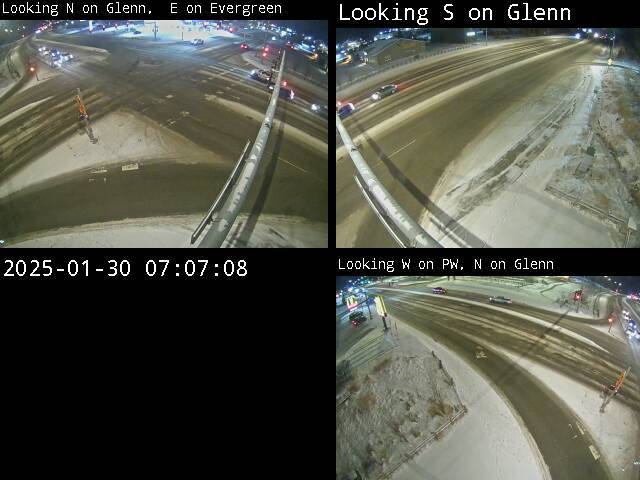 Looking N on Glenn,  E on Evergreen
Looking S on Glenn
2025-01-30 07:07:08
Looking W on PW, N on Glenn